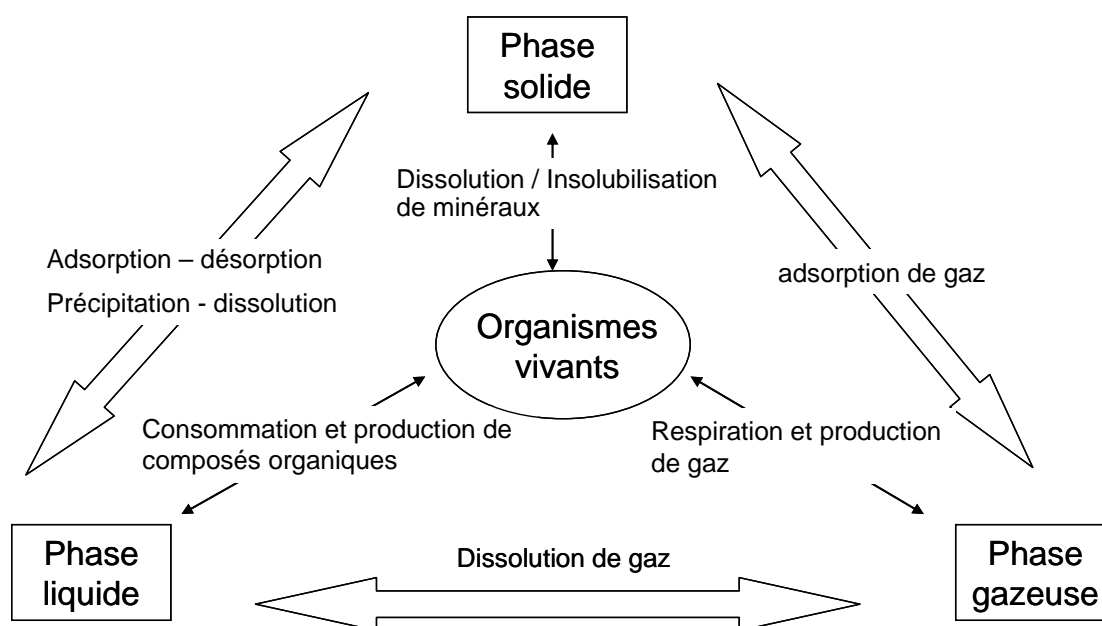 Phase
solide
Dissolution / Insolubilisation
de minéraux
Adsorption – désorption
Précipitation - dissolution
adsorption de gaz
Organismes
vivants
Consommation et production de
composés organiques
Respiration et production
de gaz
Phase
liquide
Dissolution de gaz
Phase
gazeuse